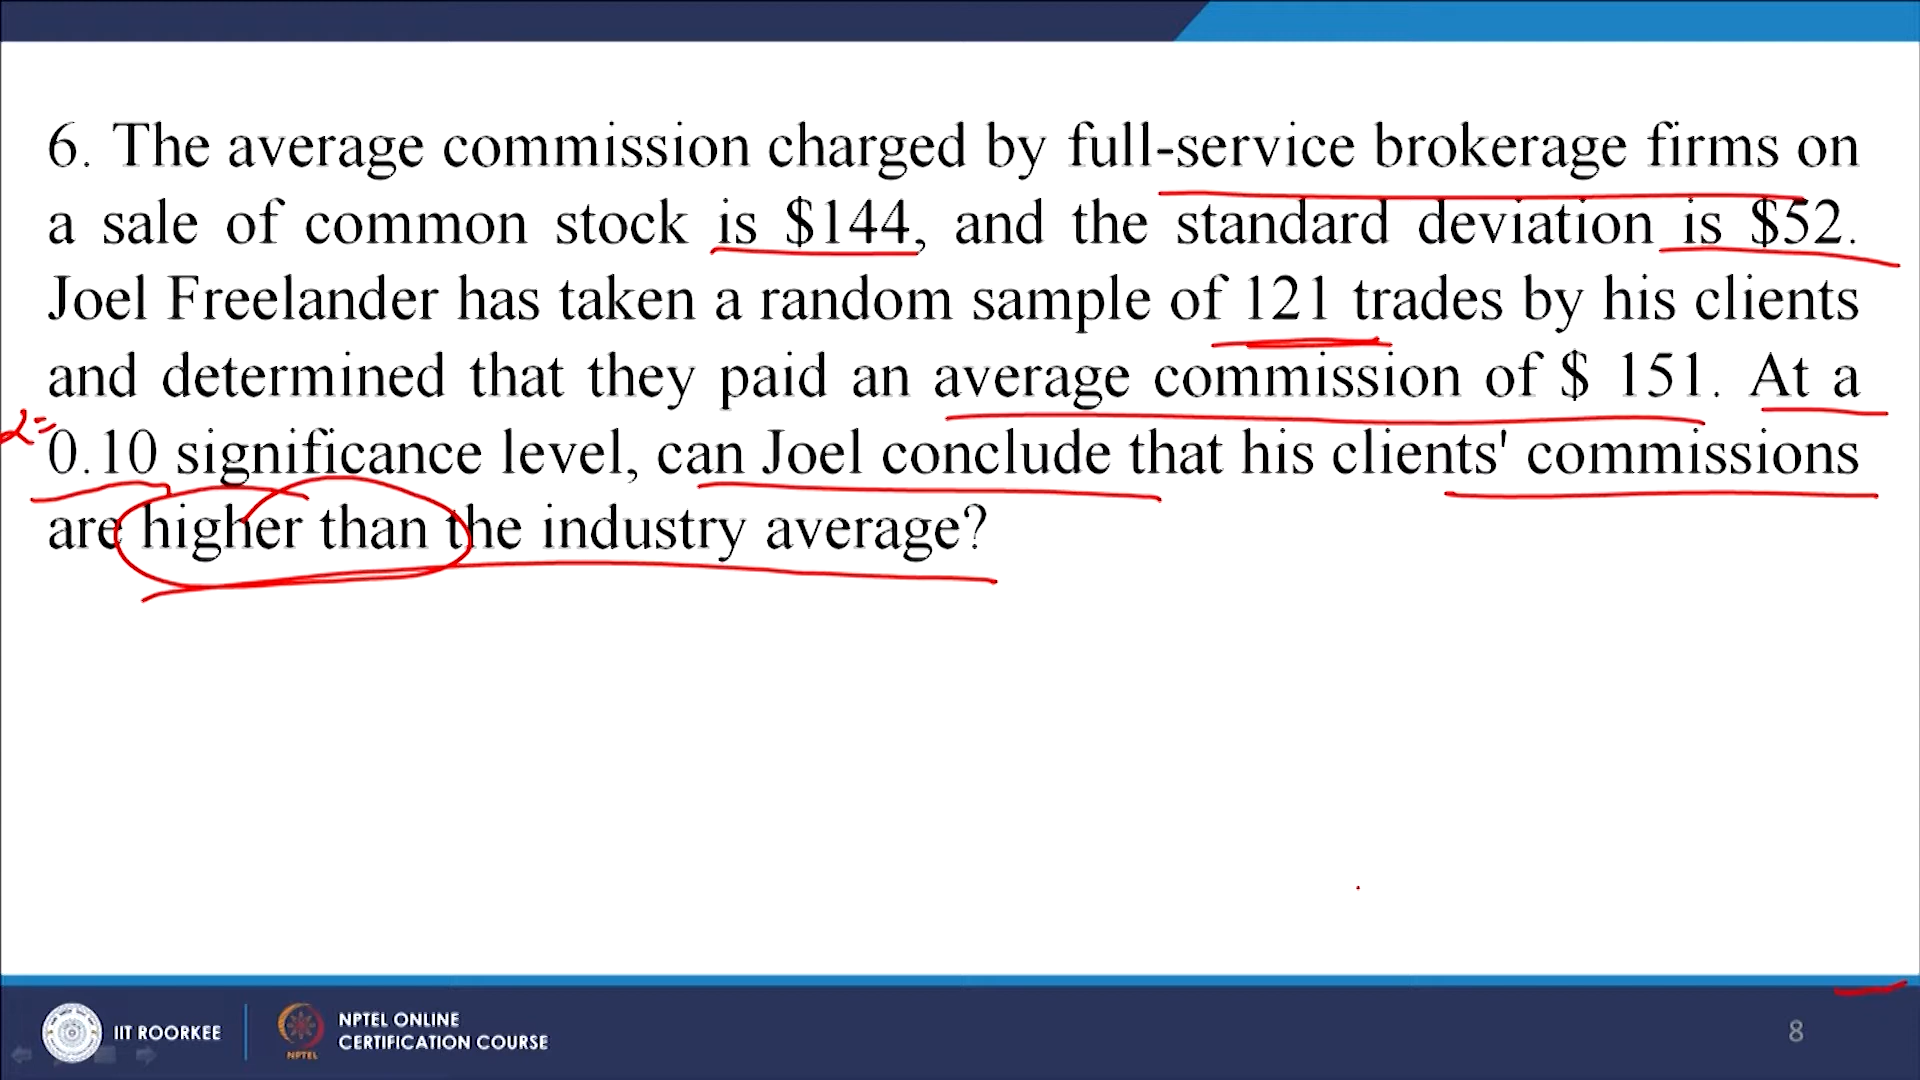 6. The average commission charged by full-service brokerage firms on
a sale of common stock is $144, and the standard deviation is $52.
Joel Freelander has taken a random sample of 121 trades by his clients
and determined that they paid an average commission of $ 151. At a
α=
0.10 significance level, can Joel conclude that his clients' commissions
are higher than the industry average?
IIT ROORKEE
NPTEL
NPTEL ONLINE
CERTIFICATION COURSE
8